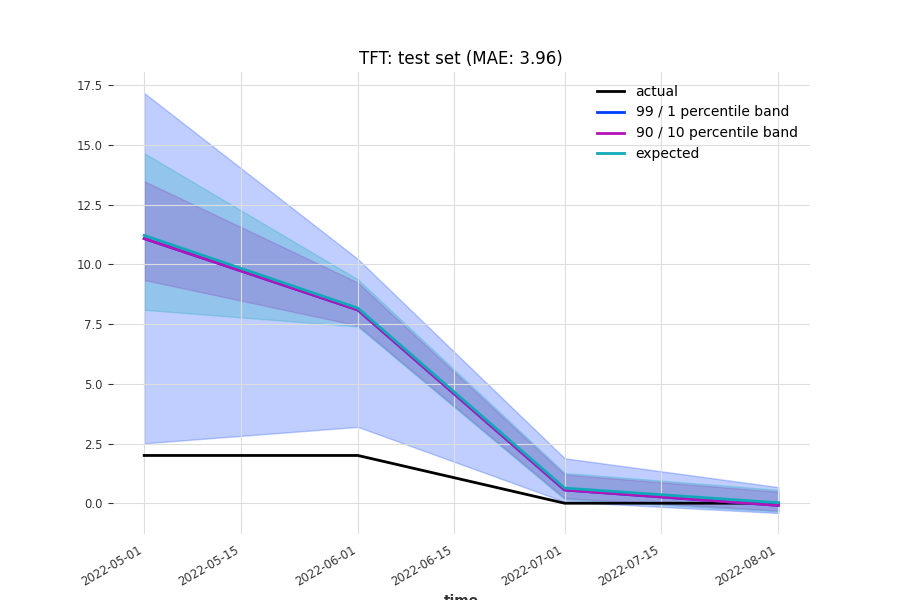 TFT: test set (MAE: 3.96)
actual
99 / 1 percentile band
90 / 10 percentile band
expected
17.5
15.0
12.5
10.0
7.5
5.0
2.5
0.0
2022-05-01
2022-05-15
2022-06-01
2022-06-15
2022-07-01
2022-07-15
2022-08-01
time